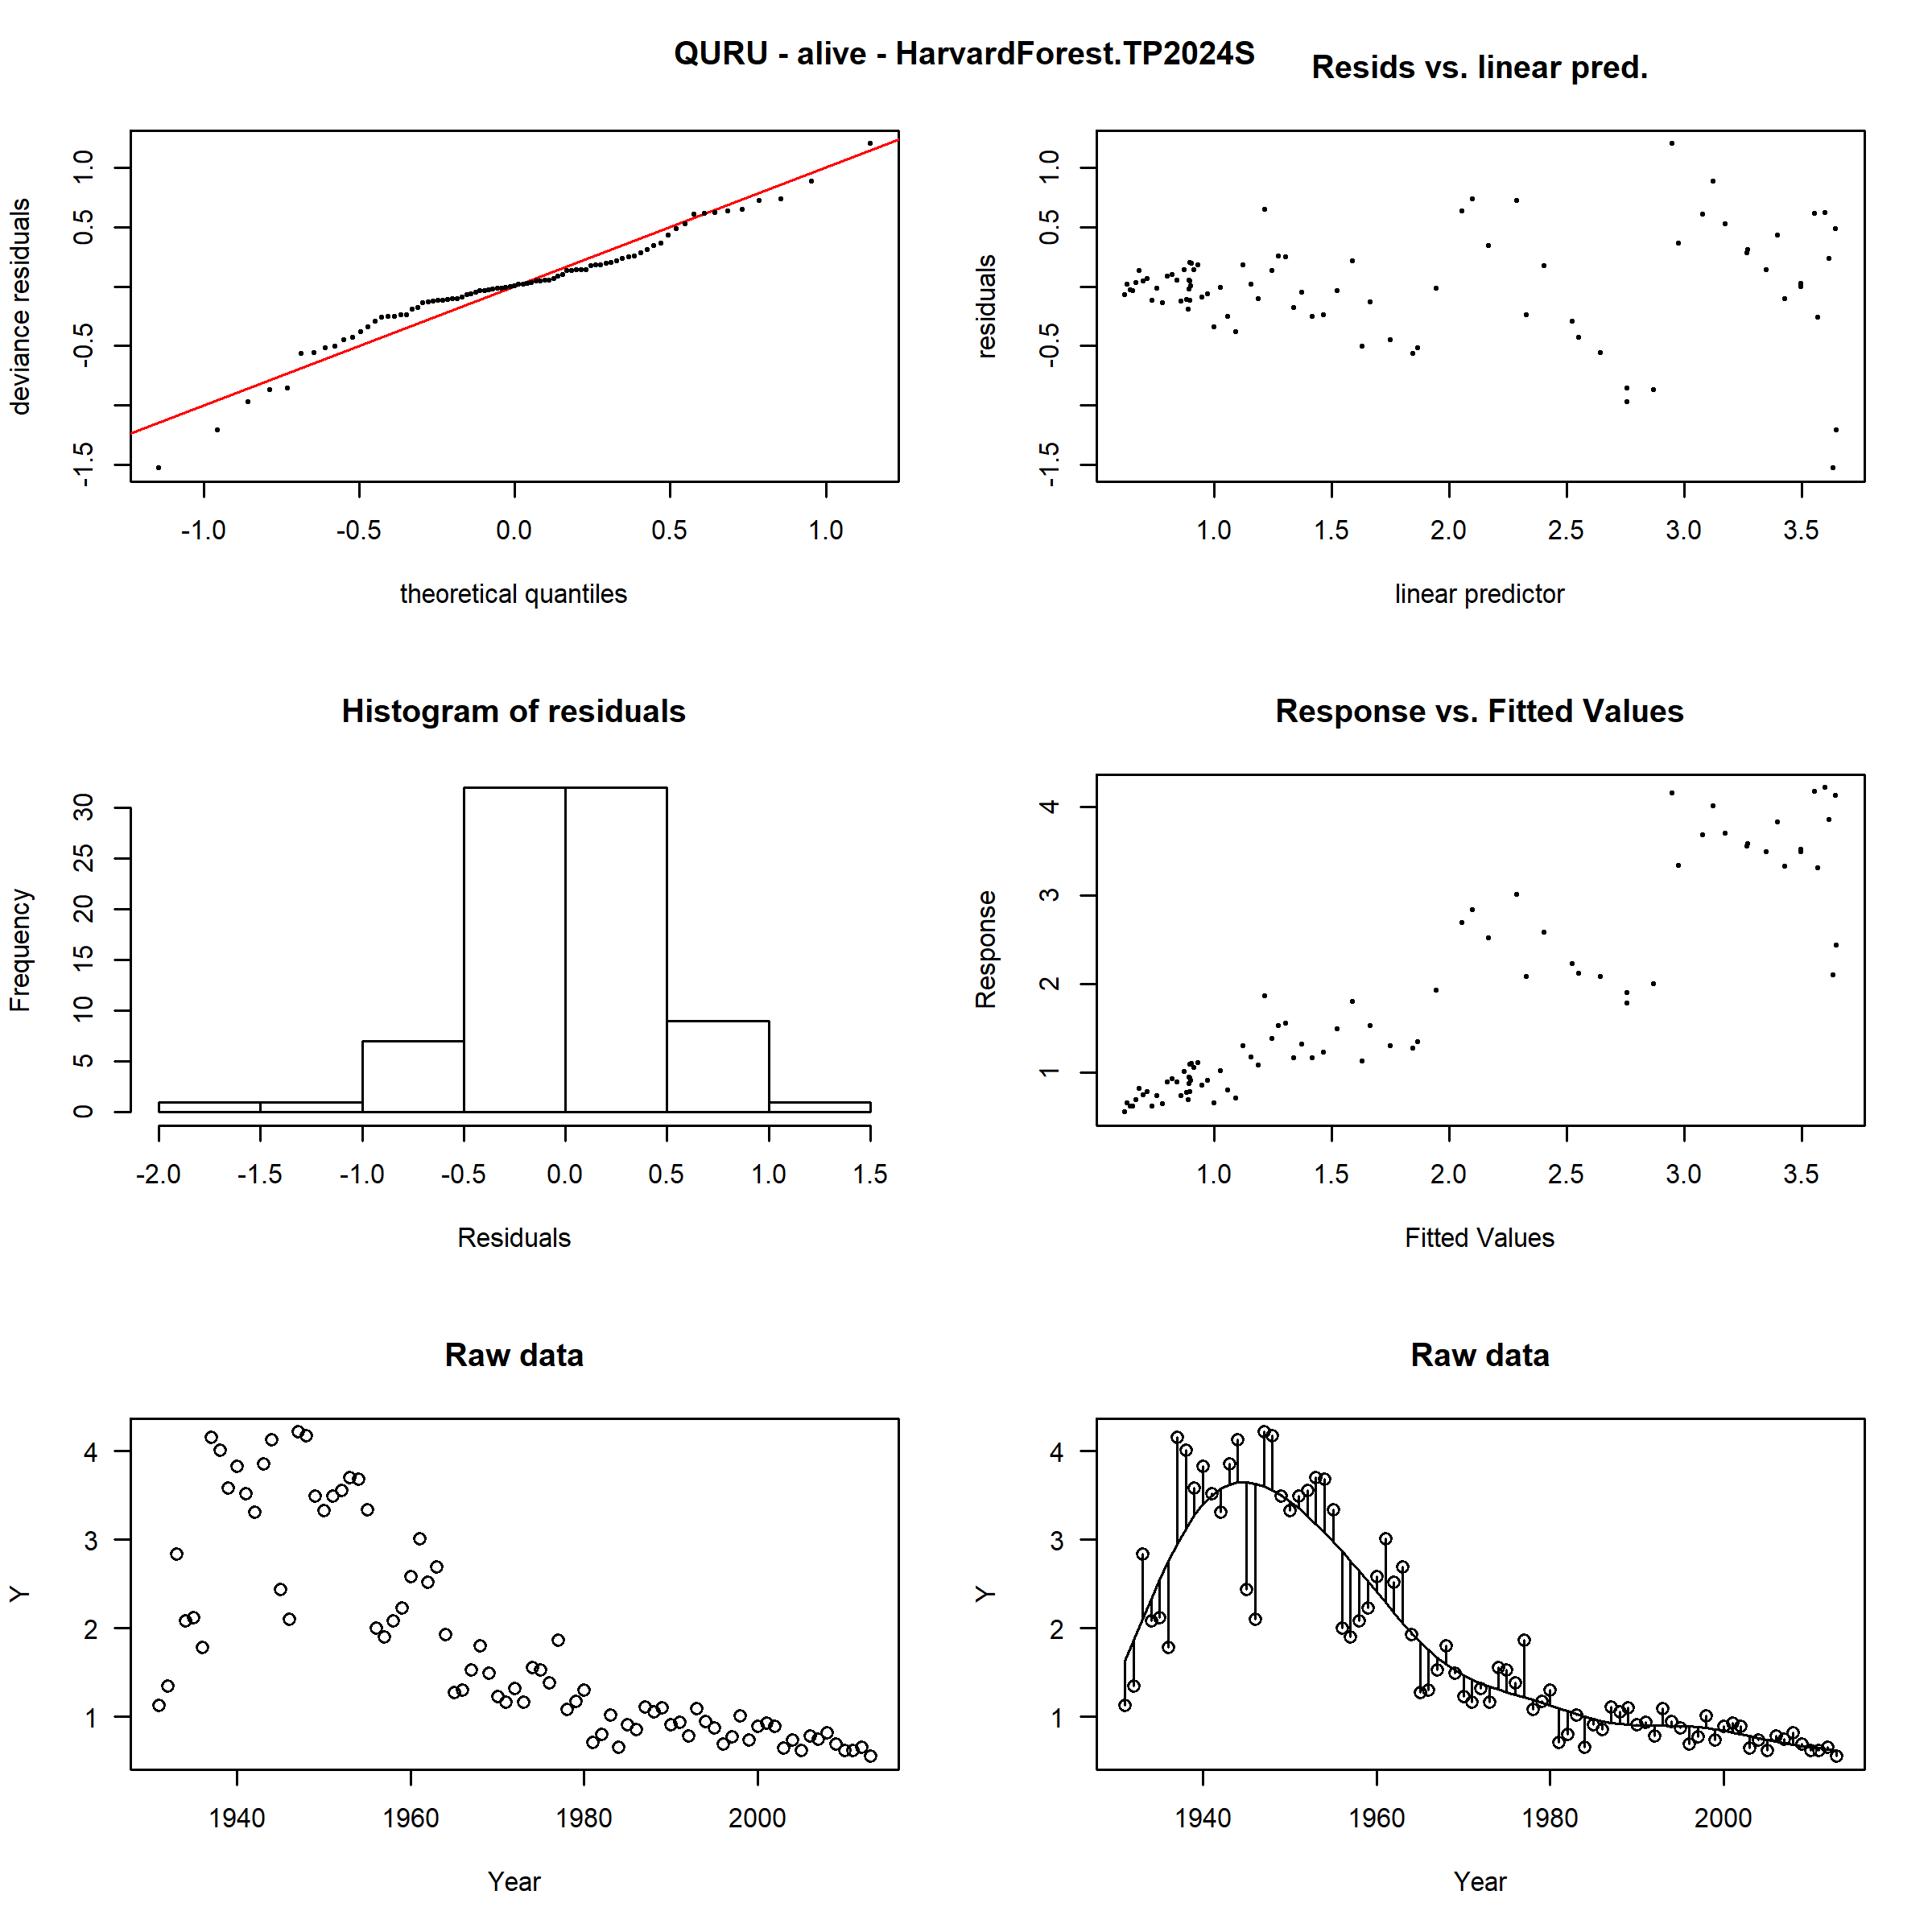 QURU - alive - HarvardForest.TP2024S
Resids vs. linear pred.
deviance residuals
-1.5 -0.5 0.5 1.0
-1.0 -0.5 0.0 0.5 1.0
theoretical quantiles
residuals
-1.5 -0.5 0.5 1.0
1.0 1.5 2.0 2.5 3.0 3.5
linear predictor
Histogram of residuals
Frequency
0 5 10 15 20 25 30
-2.0 -1.5 -1.0 -0.5 0.0 0.5 1.0 1.5
Residuals
Response vs. Fitted Values
Response
1 2 3 4
1.0 1.5 2.0 2.5 3.0 3.5
Fitted Values
Raw data
Y
4
3
2
1
1940 1960 1980 2000
Year
Raw data
Y
4
3
2
1
1940 1960 1980 2000
Year